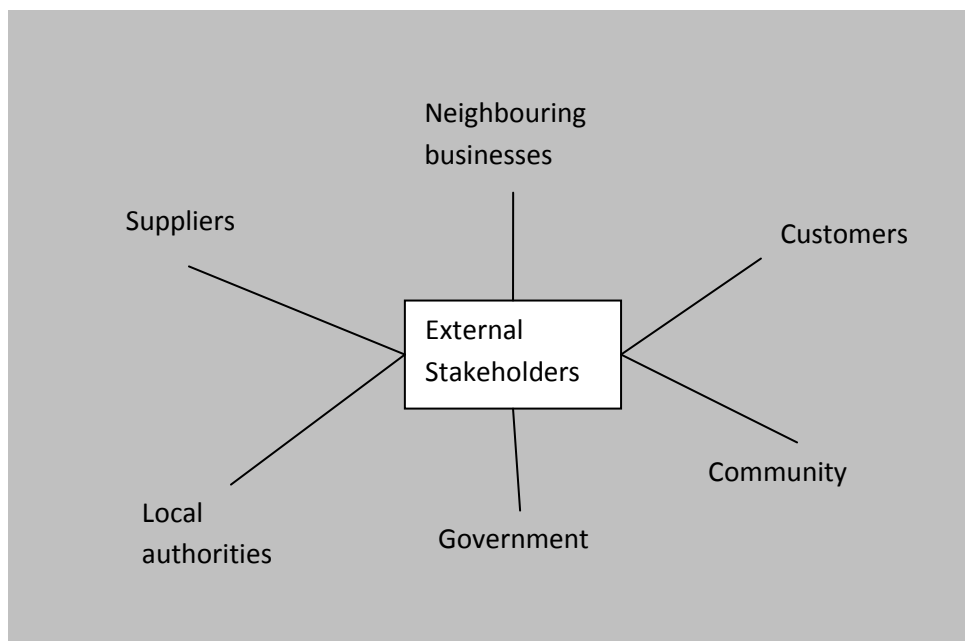 Neighbouring
businesses
Suppliers
Customers
External
Stakeholders
Community
Local
authorities
Government